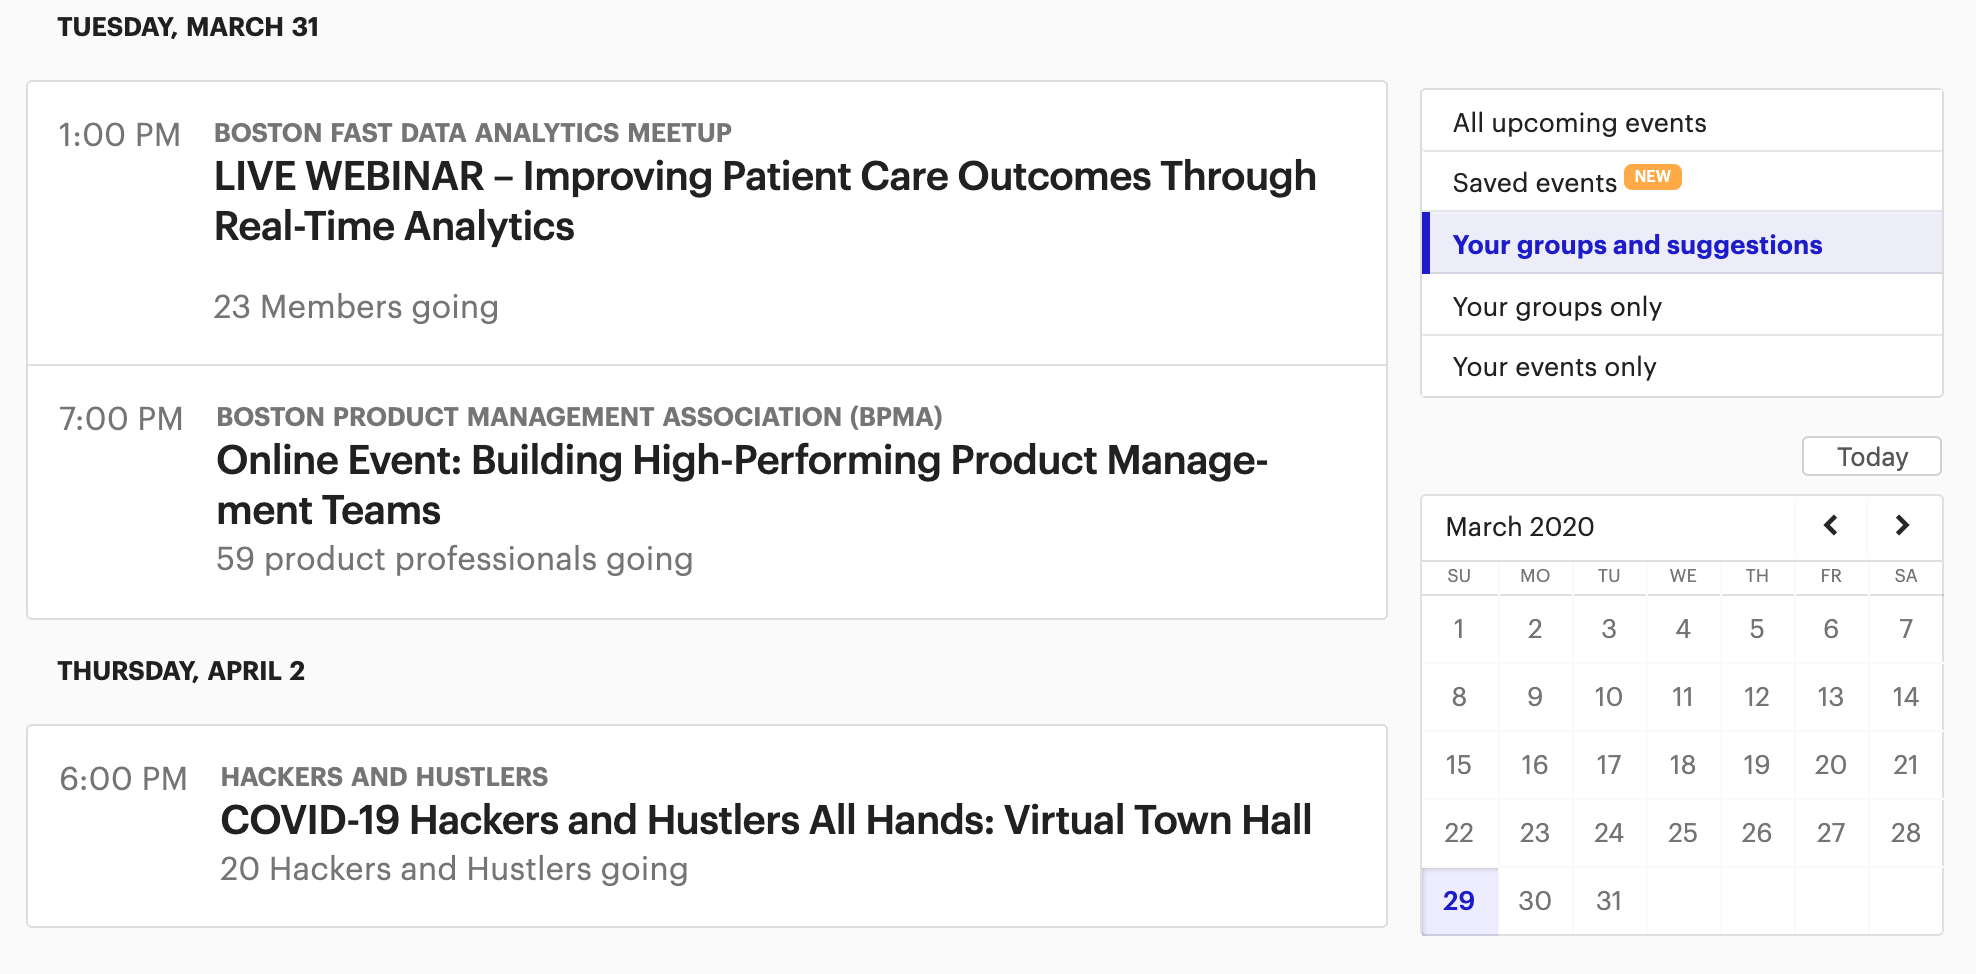 TUESDAY, MARCH 31
1:00 PM
BOSTON FAST DATA ANALYTICS MEETUP
LIVE WEBINAR – Improving Patient Care Outcomes Through
Real-Time Analytics
23 Members going
7:00 PM
BOSTON PRODUCT MANAGEMENT ASSOCIATION (BPMA)
Online Event: Building High-Performing Product Manage-
ment Teams
59 product professionals going
THURSDAY, APRIL 2
6:00 PM
HACKERS AND HUSTLERS
COVID-19 Hackers and Hustlers All Hands: Virtual Town Hall
20 Hackers and Hustlers going
All upcoming events
Saved events NEW
Your groups and suggestions
Your groups only
Your events only
Today
March 2020
SU MO TU WE TH FR SA
1 2 3 4 5 6 7
8 9 10 11 12 13 14
15 16 17 18 19 20 21
22 23 24 25 26 27 28
29 30 31